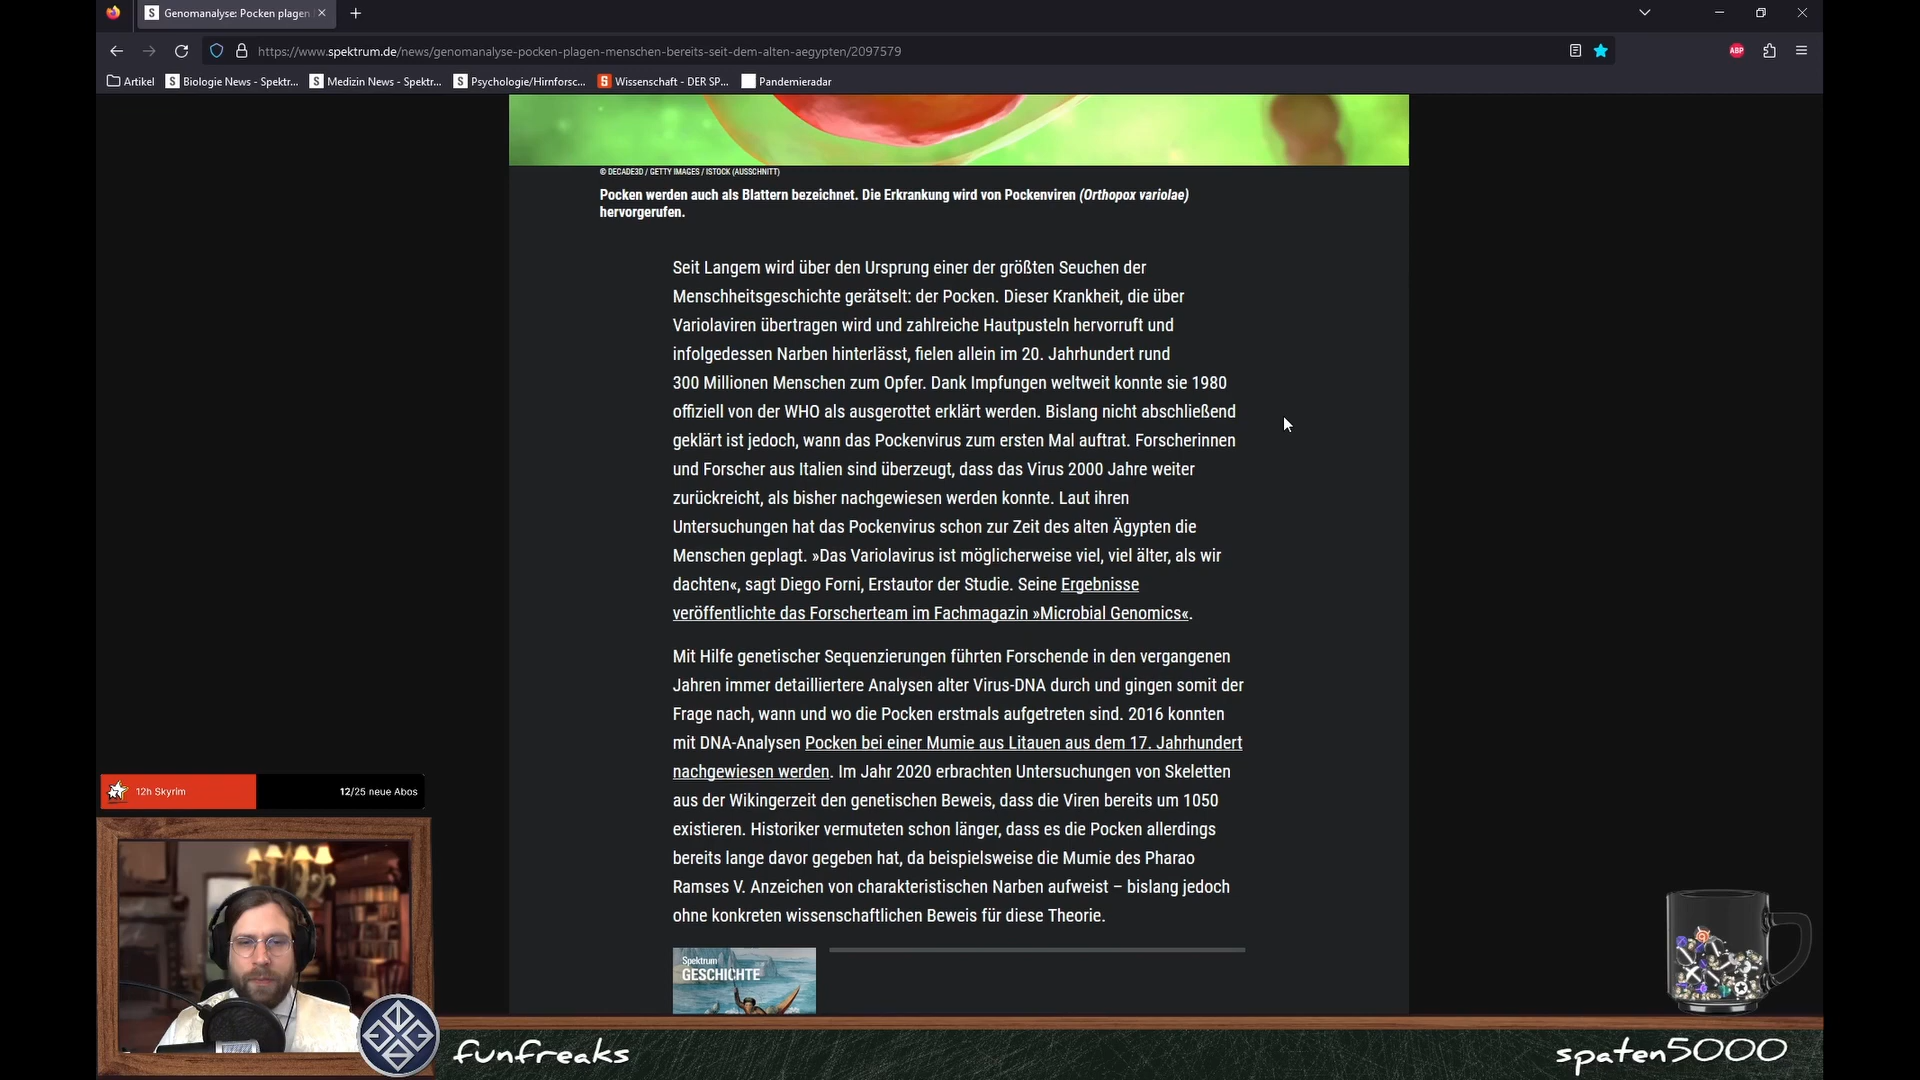 Genomanalyse: Pocken plagen
https://www.spektrum.de/news/genomanalyse-pocken-plagen-menschen-bereits-seit-dem-alten-aegypten/2097579
ABP
Artikel
Biologie News - Spektr...
Medizin News - Spektr...
Psychologie/Hirnforsc...
Wissenschaft - DER SP...
Pandemieradar
© DECADE3D / GETTY IMAGES / ISTOCK (AUSSCHNITT)
Pocken werden auch als Blattern bezeichnet. Die Erkrankung wird von Pockenviren (Orthopox variolae)
hervorgerufen.
Seit Langem wird über den Ursprung einer der größten Seuchen der
Menschheitsgeschichte gerätselt: der Pocken. Dieser Krankheit, die über
Variolaviren übertragen wird und zahlreiche Hautpusteln hervorruft und
infolgedessen Narben hinterlässt, fielen allein im 20. Jahrhundert rund
300 Millionen Menschen zum Opfer. Dank Impfungen weltweit konnte sie 1980
offiziell von der WHO als ausgerottet erklärt werden. Bislang nicht abschließend
geklärt ist jedoch, wann das Pockenvirus zum ersten Mal auftrat. Forscherinnen
und Forscher aus Italien sind überzeugt, dass das Virus 2000 Jahre weiter
zurückreicht, als bisher nachgewiesen werden konnte. Laut ihren
Untersuchungen hat das Pockenvirus schon zur Zeit des alten Ägypten die
Menschen geplagt. »Das Variolavirus ist möglicherweise viel, viel älter, als wir
dachten«, sagt Diego Forni, Erstautor der Studie. Seine Ergebnisse
veröffentlichte das Forscherteam im Fachmagazin »Microbial Genomics«.
Mit Hilfe genetischer Sequenzierungen führten Forschende in den vergangenen
Jahren immer detailliertere Analysen alter Virus-DNA durch und gingen somit der
Frage nach, wann und wo die Pocken erstmals aufgetreten sind. 2016 konnten
mit DNA-Analysen Pocken bei einer Mumie aus Litauen aus dem 17. Jahrhundert
nachgewiesen werden. Im Jahr 2020 erbrachten Untersuchungen von Skeletten
aus der Wikingerzeit den genetischen Beweis, dass die Viren bereits um 1050
existieren. Historiker vermuteten schon länger, dass es die Pocken allerdings
bereits lange davor gegeben hat, da beispielsweise die Mumie des Pharao
Ramses V. Anzeichen von charakteristischen Narben aufweist – bislang jedoch
ohne konkreten wissenschaftlichen Beweis für diese Theorie.
Spektrum
GESCHICHTE
12h Skyrim
12/25 neue Abos
funfreaks
spaten5000